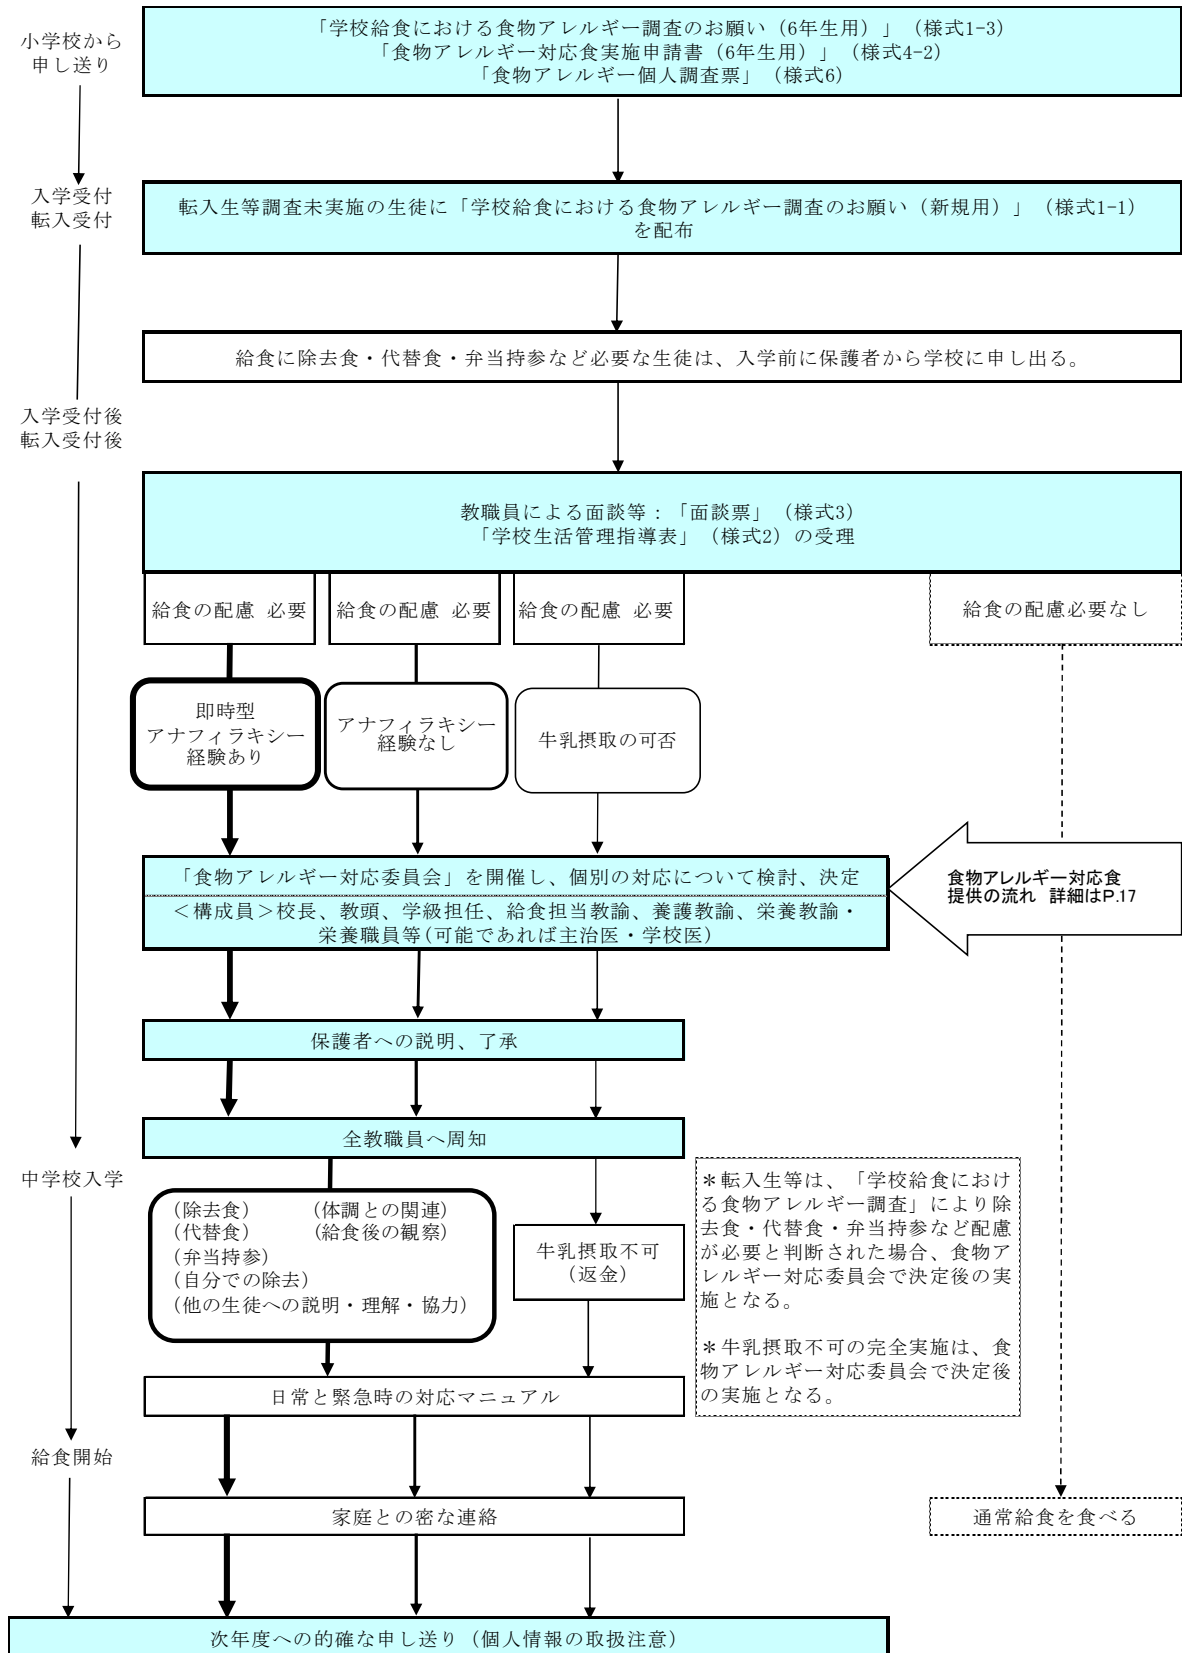 小学校から
申し送り
「学校給食における食物アレルギー調査のお願い（6年生用）」（様式1-3）
「食物アレルギー対応食実施申請書（6年生用）」（様式4-2）
「食物アレルギー個人調査票」（様式6）
入学受付
転入受付
転入生等調査未実施の生徒に「学校給食における食物アレルギー調査のお願い（新規用）」（様式1-1）
を配布
給食に除去食・代替食・弁当持参など必要な生徒は、入学前に保護者から学校に申し出る。
入学受付後
転入受付後
教職員による面談等：「面談票」（様式3）
「学校生活管理指導表」（様式2）の受理
給食の配慮 必要
給食の配慮 必要
給食の配慮 必要
給食の配慮必要なし
即時型
アナフィラキシー
経験あり
アナフィラキシー
経験なし
牛乳摂取の可否
「食物アレルギー対応委員会」を開催し、個別の対応について検討、決定
＜構成員＞校長、教頭、学級担任、給食担当教諭、養護教諭、栄養教諭・
栄養職員等(可能であれば主治医・学校医)
食物アレルギー対応食
提供の流れ 詳細はP.17
保護者への説明、了承
全教職員へ周知
中学校入学
（除去食） （体調との関連）
（代替食） （給食後の観察）
（弁当持参）
（自分での除去）
（他の生徒への説明・理解・協力）
牛乳摂取不可
（返金）
＊転入生等は、「学校給食におけ
る食物アレルギー調査」により除
去食・代替食・弁当持参など配慮
が必要と判断された場合、食物ア
レルギー対応委員会で決定後の実
施となる。
＊牛乳摂取不可の完全実施は、食
物アレルギー対応委員会で決定後
の実施となる。
日常と緊急時の対応マニュアル
給食開始
家庭との密な連絡
通常給食を食べる
次年度への的確な申し送り（個人情報の取扱注意）